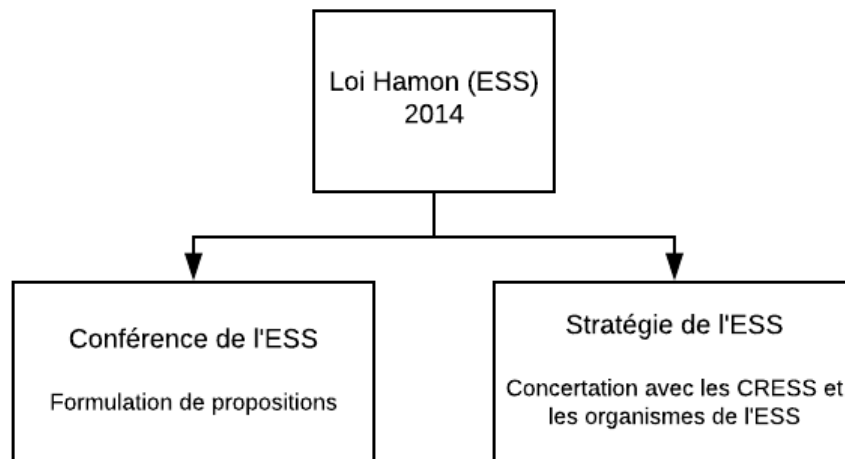 Loi Hamon (ESS)
2014
Conférence de l'ESS
Formulation de propositions
Stratégie de l'ESS
Concertation avec les CRESS et
les organismes de l'ESS